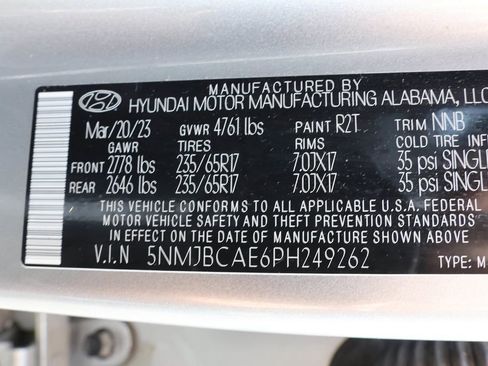 MANUFACTURED BY
HYUNDAI MOTOR MANUFACTURING ALABAMA, LLC
Mar/20/23 GVWR 4761 lbs PAINT R2T TRIM NNB
GAWR TIRES RIMS COLD TIRE INFL
FRONT 2778 lbs 235/65R17 7.0JX17 35 psi SINGLE
REAR 2646 lbs 235/65R17 7.0JX17 35 psi SINGLE
THIS VEHICLE CONFORMS TO ALL APPLICABLE U.S.A. FEDERAL
MOTOR VEHICLE SAFETY AND THEFT PREVENTION STANDARDS
IN EFFECT ON THE DATE OF MANUFACTURE SHOWN ABOVE.
V.I.N 5NMJBCAE6PH249262 TYPE: M